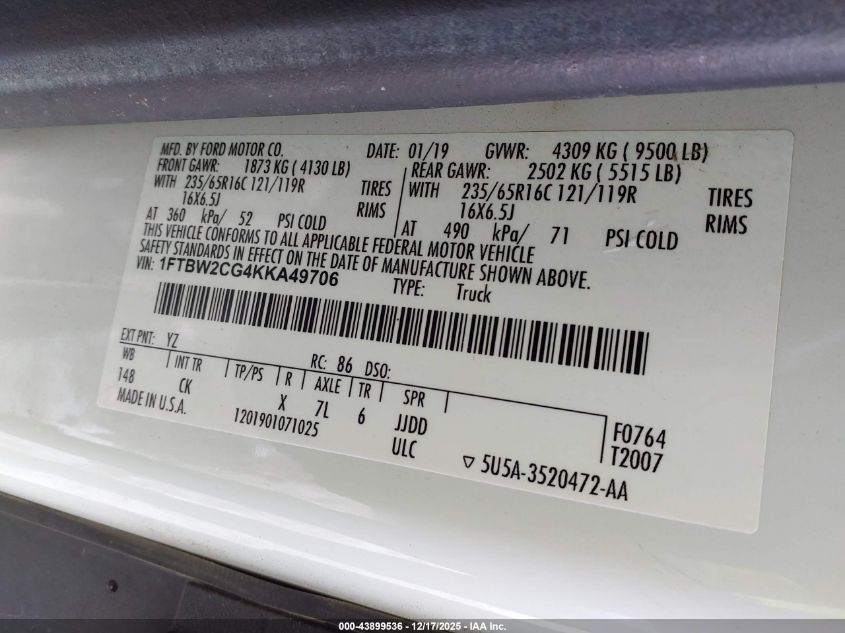 MFD. BY FORD MOTOR CO. DATE: 01/19 GVWR: 4309 KG ( 9500 LB)
FRONT GAWR: 1873 KG ( 4130 LB) REAR GAWR: 2502 KG ( 5515 LB)
WITH 235/65R16C 121/119R TIRES WITH 235/65R16C 121/119R TIRES
16X6.5J RIMS 16X6.5J RIMS
AT 360 kPa/ 52 PSI COLD AT 490 kPa/ 71 PSI COLD
THIS VEHICLE CONFORMS TO ALL APPLICABLE FEDERAL MOTOR VEHICLE
SAFETY STANDARDS IN EFFECT ON THE DATE OF MANUFACTURE SHOWN ABOVE.
VIN: 1FTBW2CG4KKA49706 TYPE: Truck
EXT PNT: YZ RC: 86 DSO:
WB INT TR TP/PS R AXLE TR SPR
148 CK X 7L 6 JJDD F0764
MADE IN U.S.A. 1201901071025 ULC T2007
5U5A-3520472-AA
000-43899536 - 12/17/2025 - IAA Inc.